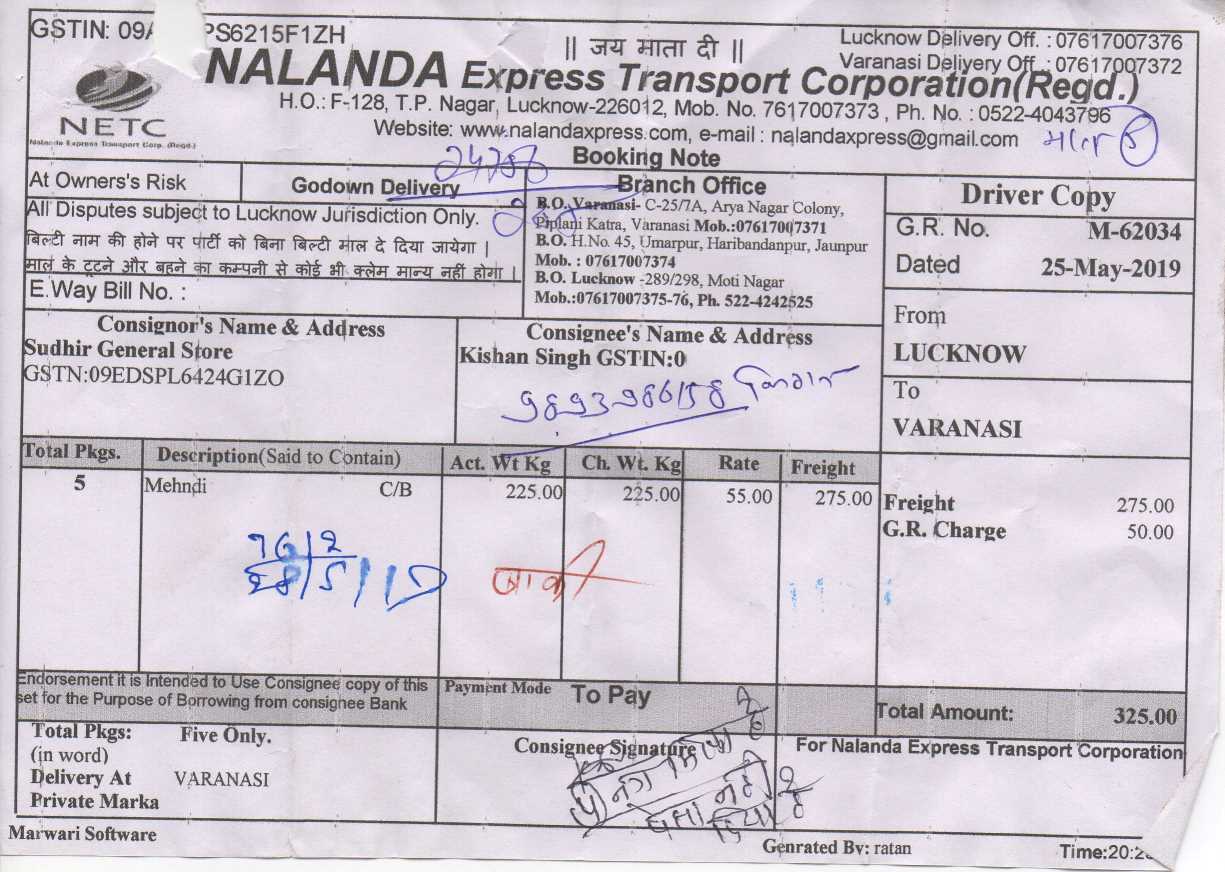 GSTIN: 09A PS6215F1ZH
|| जय माता दी ||
Lucknow Delivery Off. : 07617007376
Varanasi Delivery Off. : 07617007372
NALANDA Express Transport Corporation(Regd.)
H.O.: F-128, T.P. Nagar, Lucknow-226012, Mob. No. 7617007373 , Ph. No. : 0522-4043796
NETC
Website: www.nalandaxpress.com, e-mail : nalandaxpress@gmail.com
Nalanda Express Transport Corp. (Regd.)
Booking Note
At Owners's Risk
Godown Delivery
All Disputes subject to Lucknow Jurisdiction Only.
बिल्टी नाम की होने पर पार्टी को बिना बिल्टी माल दे दिया जायेगा |
माल के टूटने और बहने का कम्पनी से कोई भी क्लेम मान्य नहीं होगा |
E.Way Bill No. :
Branch Office
B.O. Varanasi- C-25/7A, Arya Nagar Colony,
Piplani Katra, Varanasi Mob.:07617007371
B.O. H.No. 45, Umarpur, Haribandanpur, Jaunpur
Mob. : 07617007374
B.O. Lucknow -289/298, Moti Nagar
Mob.:07617007375-76, Ph. 522-4242525
Driver Copy
G.R. No. M-62034
Dated 25-May-2019
From
LUCKNOW
To
VARANASI
Consignor's Name & Address
Sudhir General Store
GSTN:09EDSPL6424G1ZO
Consignee's Name & Address
Kishan Singh GSTIN:0
Total Pkgs. Description(Said to Contain) Act. Wt Kg Ch. Wt. Kg Rate Freight
5 Mehndi C/B 225.00 225.00 55.00 275.00
Freight 275.00
G.R. Charge 50.00
7612
28/5/19
बाकी
Endorsement it is Intended to Use Consignee copy of this
set for the Purpose of Borrowing from consignee Bank
Payment Mode To Pay
Total Amount: 325.00
Total Pkgs: Five Only.
(in word)
Delivery At VARANASI
Private Marka
Consignee Signature
For Nalanda Express Transport Corporation
Marwari Software
Genrated By: ratan
Time:20:2